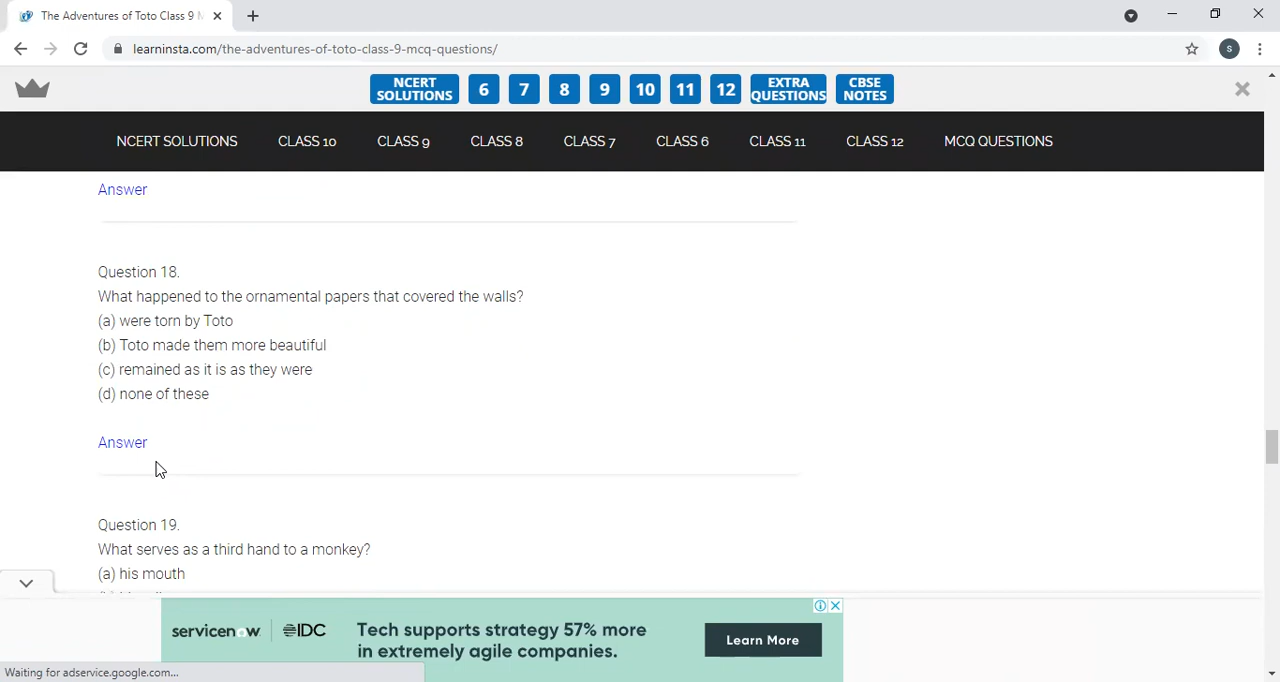 The Adventures of Toto Class 9 M
learninsta.com/the-adventures-of-toto-class-9-mcq-questions/
S
NCERT SOLUTIONS 6 7 8 9 10 11 12 EXTRA QUESTIONS CBSE NOTES
NCERT SOLUTIONS CLASS 10 CLASS 9 CLASS 8 CLASS 7 CLASS 6 CLASS 11 CLASS 12 MCQ QUESTIONS
Answer
Question 18.
What happened to the ornamental papers that covered the walls?
(a) were torn by Toto
(b) Toto made them more beautiful
(c) remained as it is as they were
(d) none of these
Answer
Question 19.
What serves as a third hand to a monkey?
(a) his mouth
servicenow IDC
Tech supports strategy 57% more
in extremely agile companies.
Learn More
Waiting for adservice.google.com...